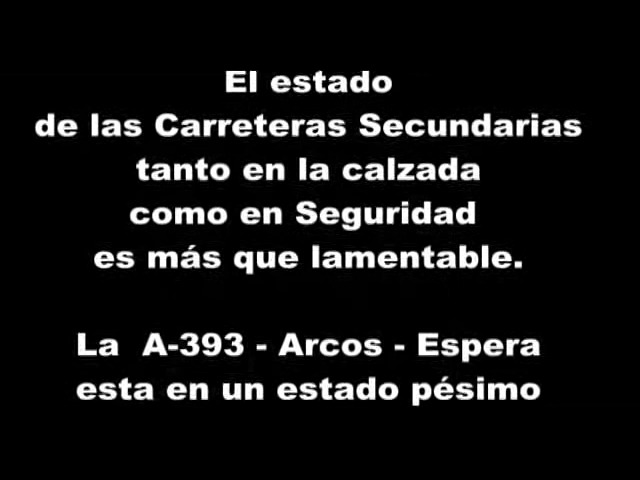 El estado
de las Carreteras Secundarias
tanto en la calzada
como en Seguridad
es más que lamentable.
La A-393 - Arcos - Espera
esta en un estado pésimo